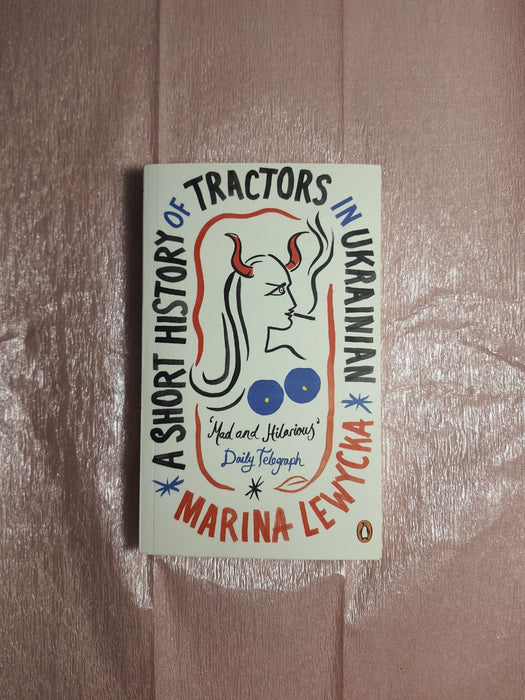 A SHORT HISTORY OF TRACTORS IN UKRAINIAN
'Mad and Hilarious'
Daily Telegraph
MARINA LEWYCKA